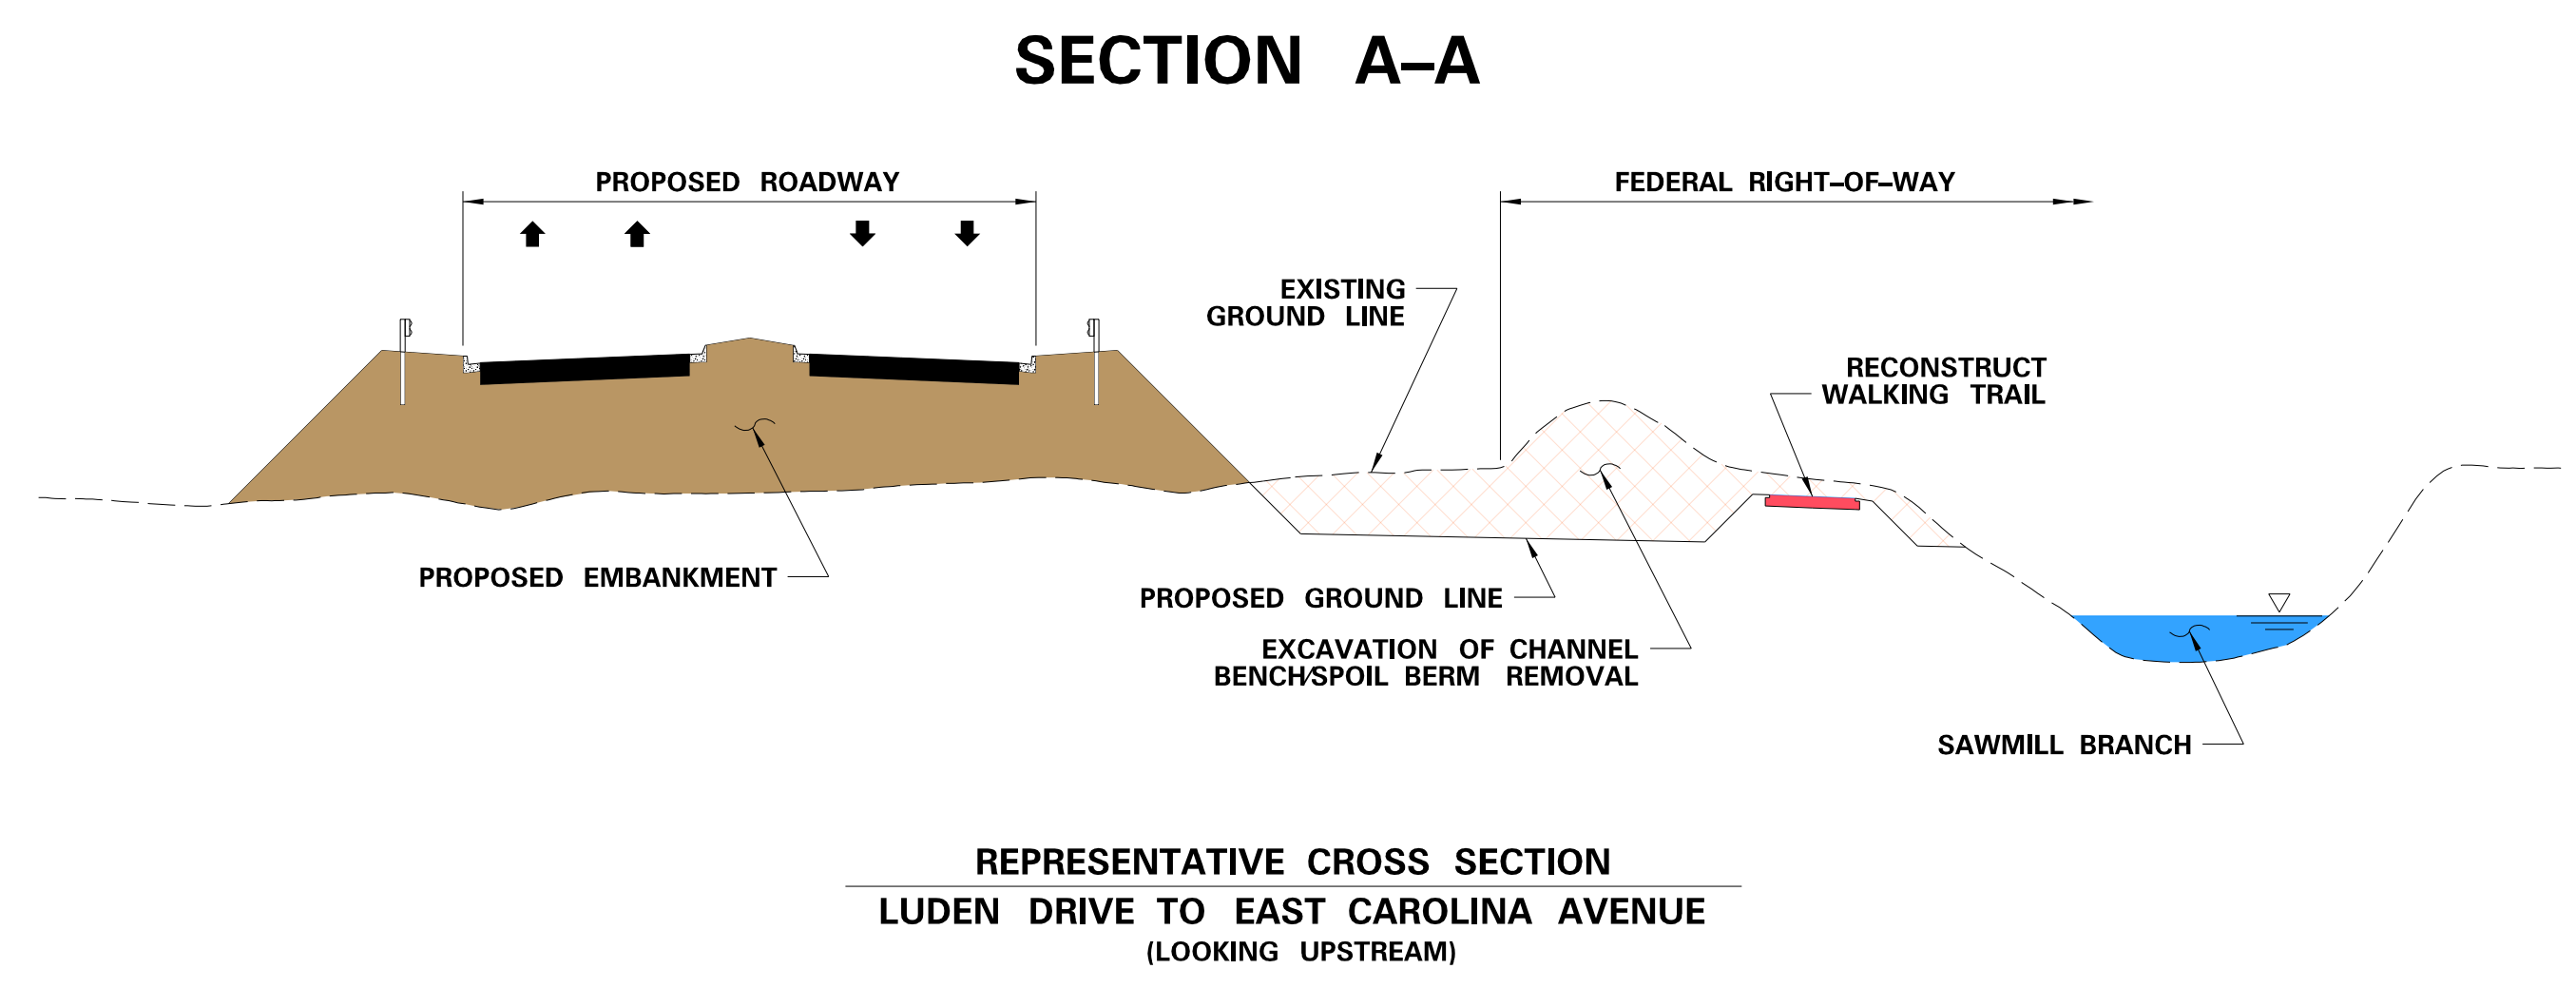 SECTION A–A
PROPOSED ROADWAY
FEDERAL RIGHT–OF–WAY
EXISTING
GROUND LINE
RECONSTRUCT
WALKING TRAIL
PROPOSED EMBANKMENT
PROPOSED GROUND LINE
EXCAVATION OF CHANNEL
BENCH/SPOIL BERM REMOVAL
SAWMILL BRANCH
REPRESENTATIVE CROSS SECTION
LUDEN DRIVE TO EAST CAROLINA AVENUE
(LOOKING UPSTREAM)